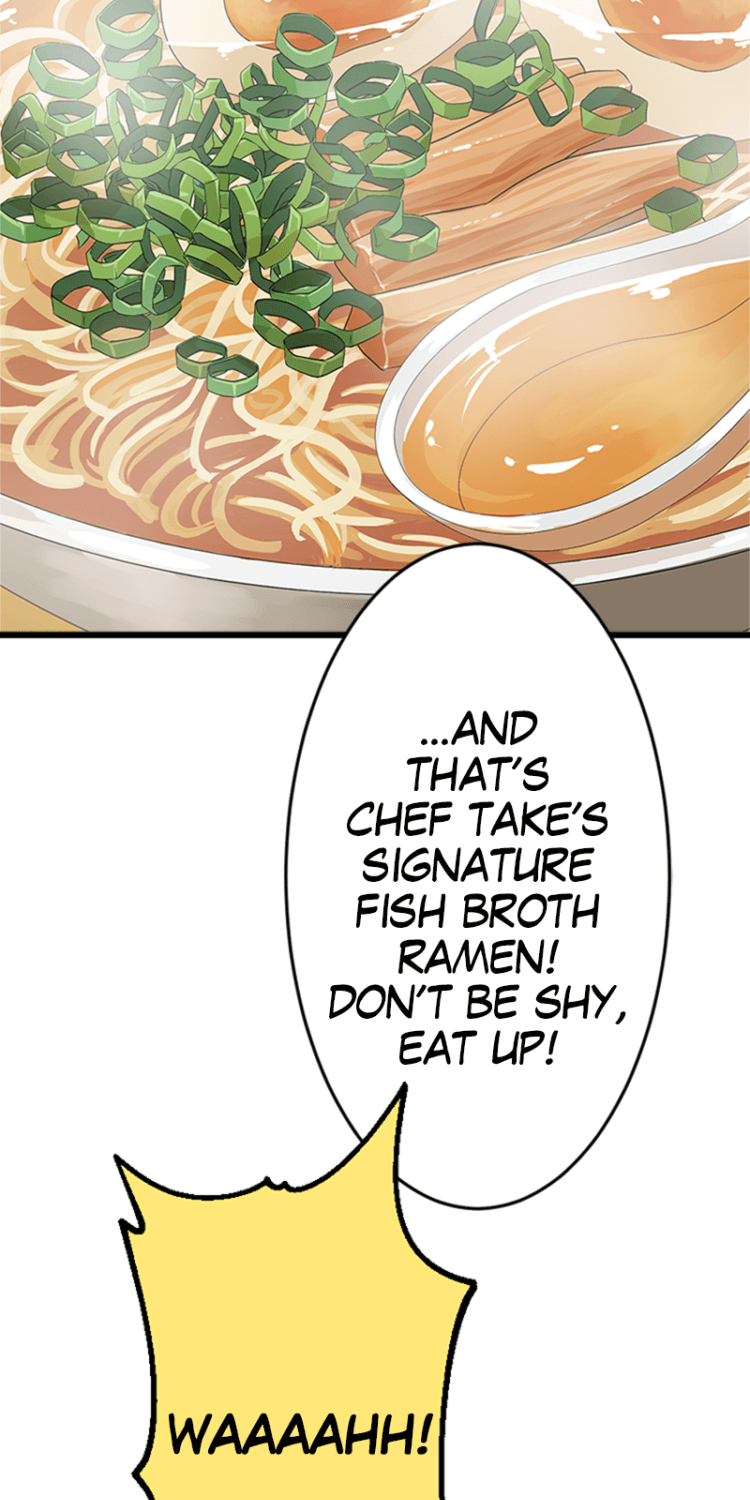 ...AND
THAT'S
CHEF TAKE'S
SIGNATURE
FISH BROTH
RAMEN!
DON'T BE SHY,
EAT UP!
WAAAAHH!